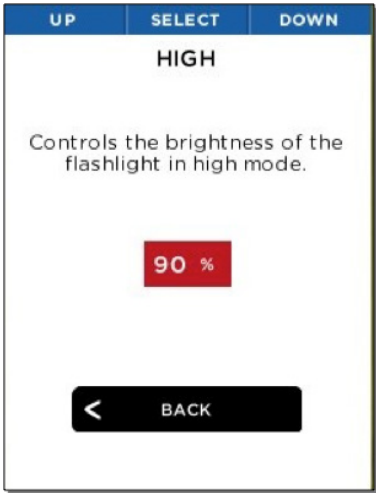 UP SELECT DOWN
HIGH
Controls the brightness of the
flashlight in high mode.
90 %
< BACK